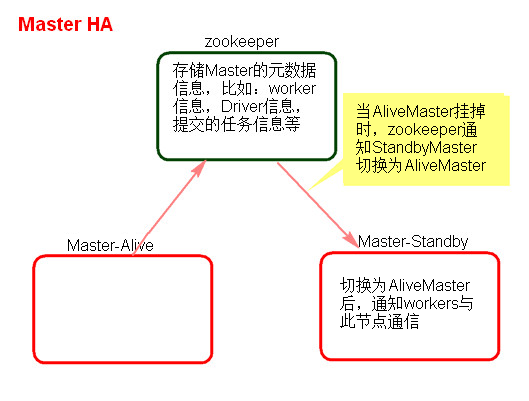 Master HA
zookeeper
存储Master的元数据
信息，比如：worker
信息，Driver信息，
提交的任务信息等
当AliveMaster挂掉
时，zookeeper通
知StandbyMaster
切换为AliveMaster
Master-Alive
Master-Standby
切换为AliveMaster
后，通知workers与
此节点通信